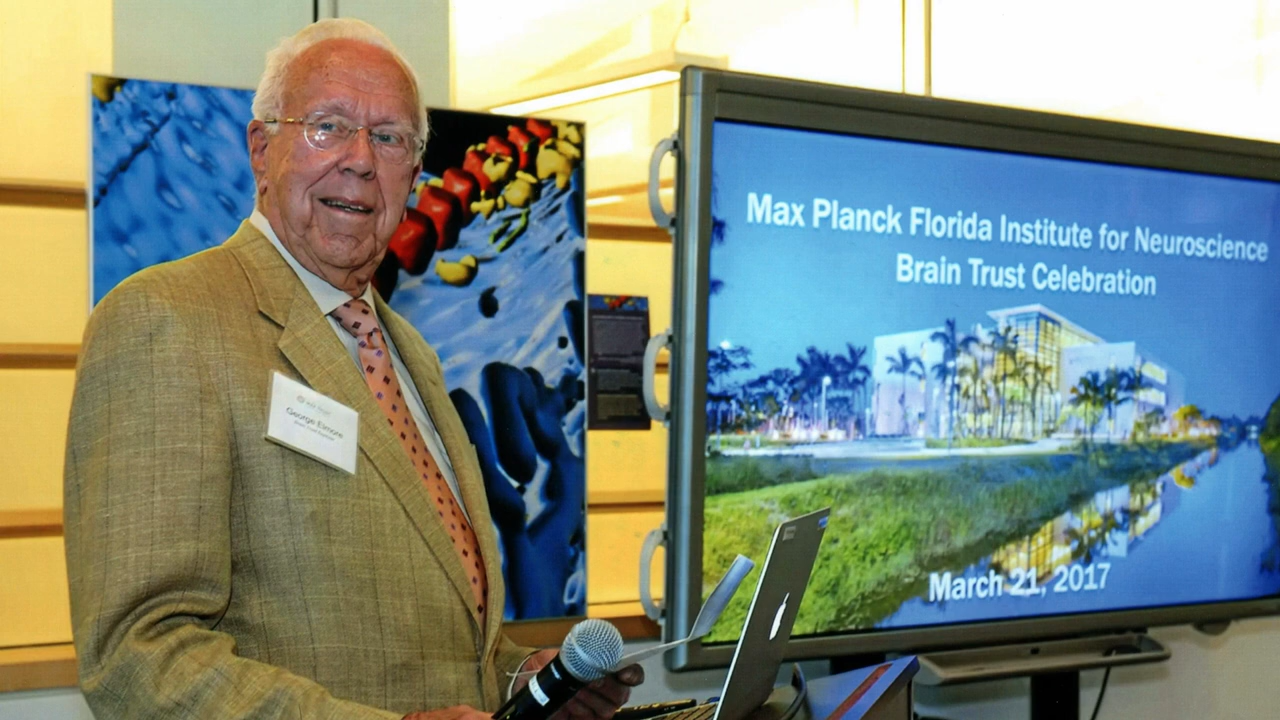 Max Planck Florida Institute for Neuroscience
Brain Trust Celebration
March 21, 2017
George Elmore